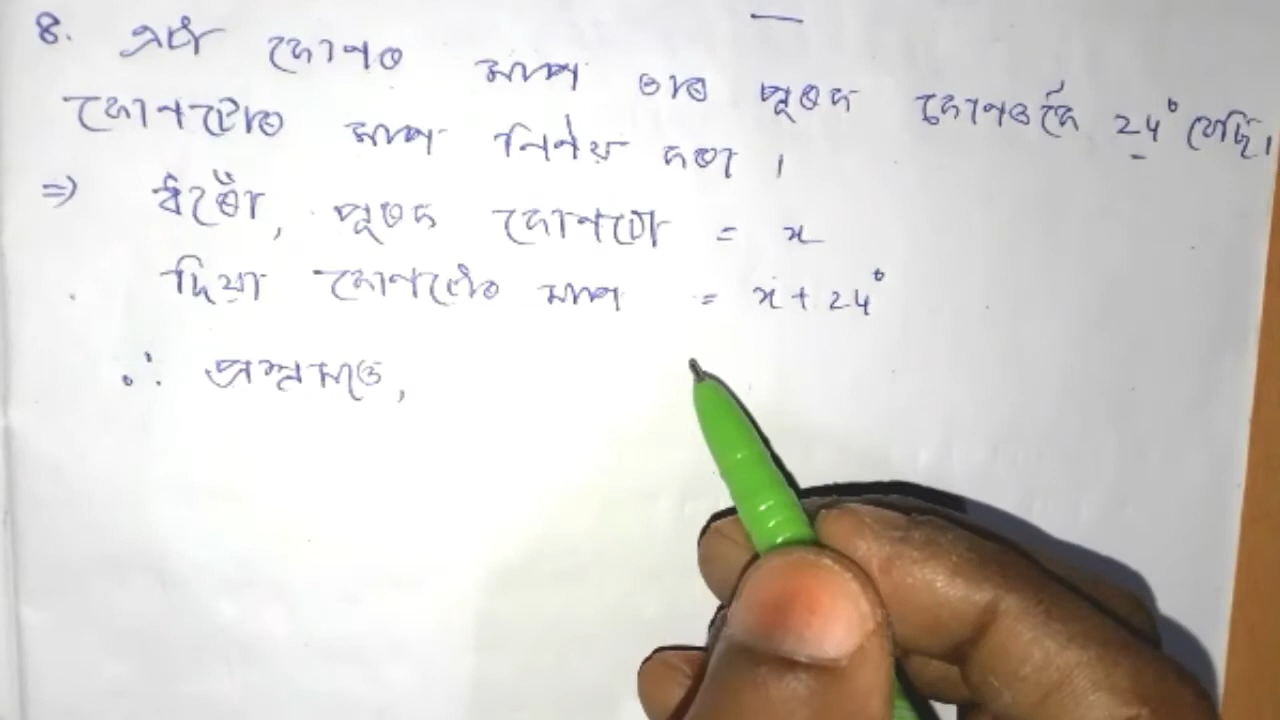 ৪. এটা কোণৰ মাপ তাৰ পূৰক কোণতকৈ 24° বেছি।
কোণটোৰ মাপ নিৰ্ণয় কৰা ।
⇒ ধৰোঁ, পূৰক কোণটো = x
দিয়া কোণটোৰ মাপ = x + 24°
∴ প্ৰশ্নমতে,